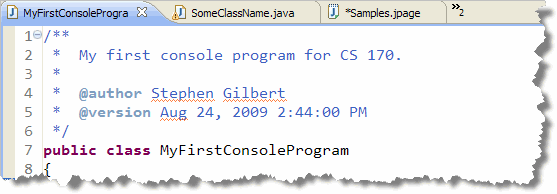 MyFirstConsoleProgra SomeClassName.java *Samples.jpage »2
1 /**
2 * My first console program for CS 170.
3 *
4 * @author Stephen Gilbert
5 * @version Aug 24, 2009 2:44:00 PM
6 */
7 public class MyFirstConsoleProgram
8 {